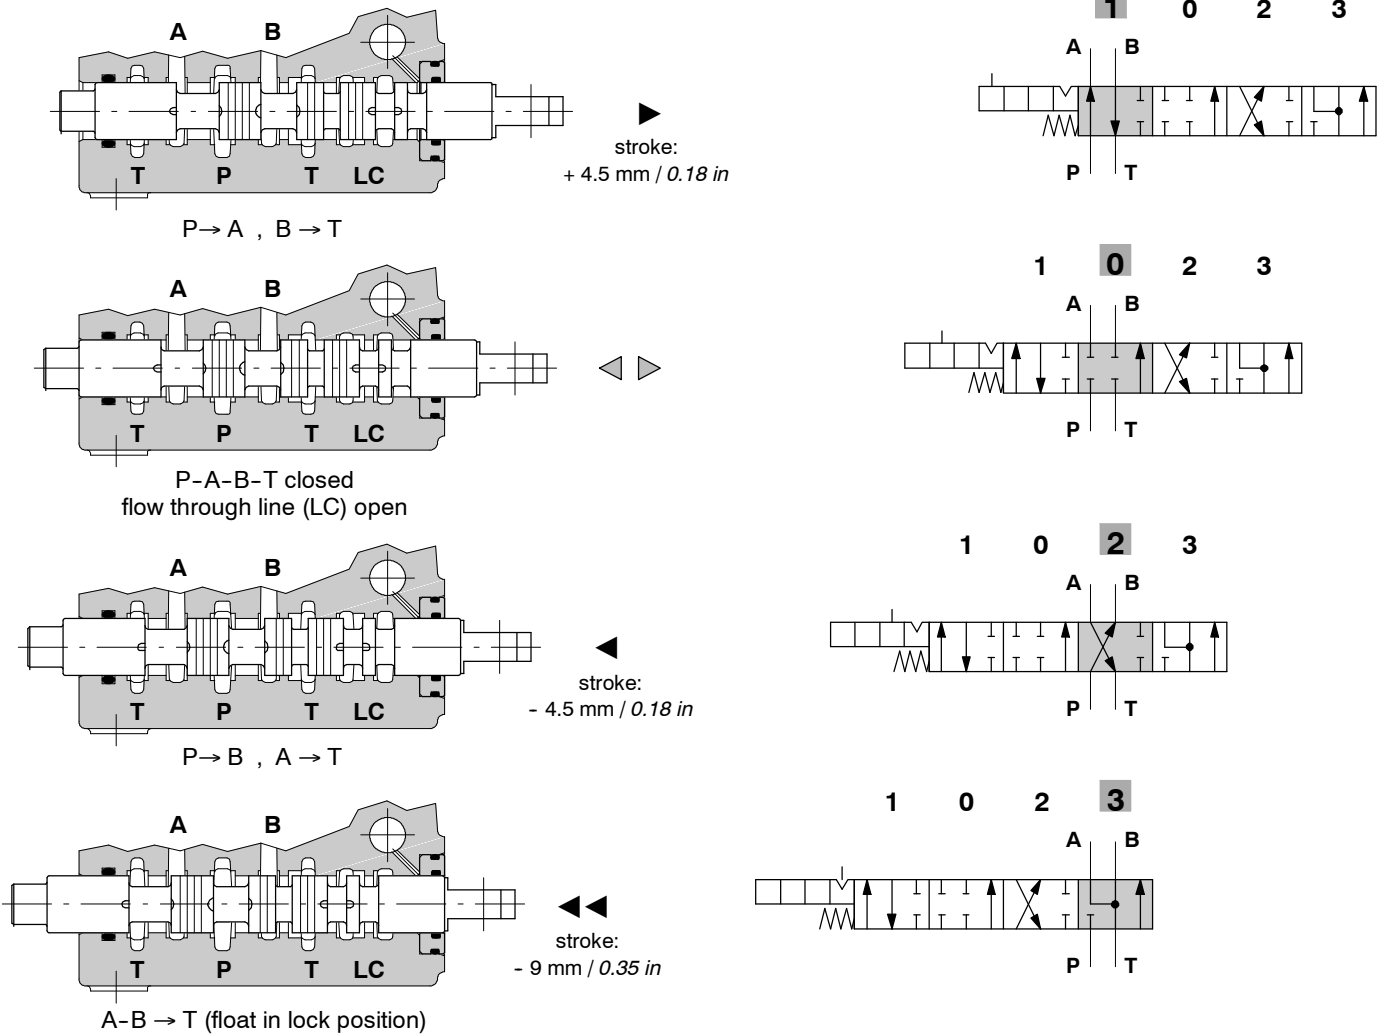 1 0 2 3
A B
A B
stroke:
+ 4.5 mm / 0.18 in
T P T LC
P T
P→ A , B → T
1 0 2 3
A B
A B
T P T LC
P T
P-A-B-T closed
flow through line (LC) open
1 0 2 3
A B
A B
stroke:
- 4.5 mm / 0.18 in
T P T LC
P T
P→ B , A → T
1 0 2 3
A B
A B
stroke:
- 9 mm / 0.35 in
T P T LC
P T
A-B → T (float in lock position)